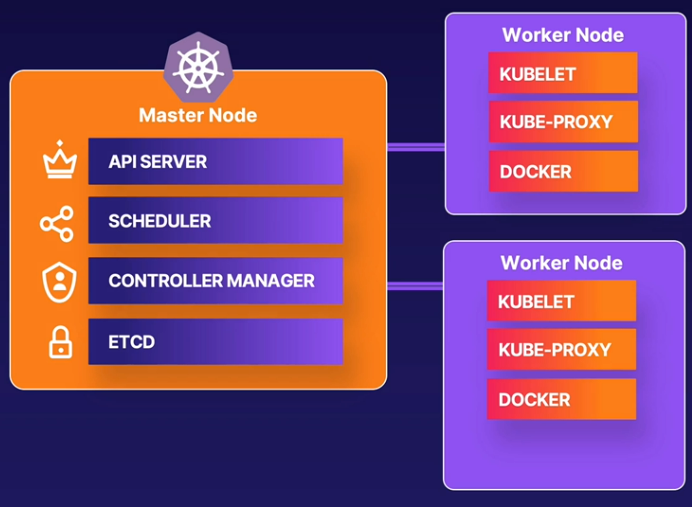 Master Node
API SERVER
SCHEDULER
CONTROLLER MANAGER
ETCD
Worker Node
KUBELET
KUBE-PROXY
DOCKER
Worker Node
KUBELET
KUBE-PROXY
DOCKER